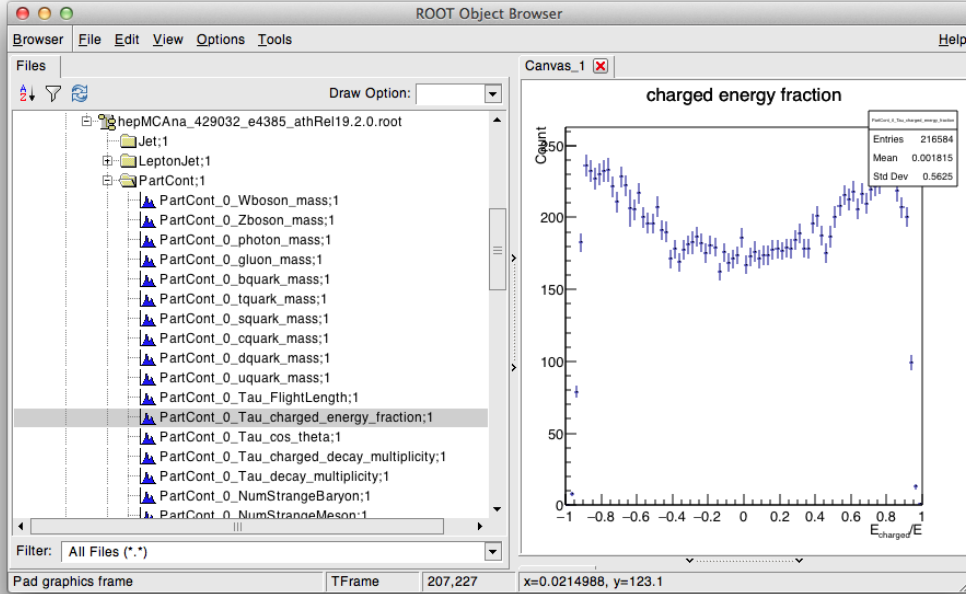 ROOT Object Browser
Browser File Edit View Options Tools Help
Files
Draw Option:
hepMCAna_429032_e4385_athRel19.2.0.root
Jet;1
LeptonJet;1
PartCont;1
PartCont_0_Wboson_mass;1
PartCont_0_Zboson_mass;1
PartCont_0_photon_mass;1
PartCont_0_gluon_mass;1
PartCont_0_bquark_mass;1
PartCont_0_tquark_mass;1
PartCont_0_squark_mass;1
PartCont_0_cquark_mass;1
PartCont_0_dquark_mass;1
PartCont_0_uquark_mass;1
PartCont_0_Tau_FlightLength;1
PartCont_0_Tau_charged_energy_fraction;1
PartCont_0_Tau_cos_theta;1
PartCont_0_Tau_charged_decay_multiplicity;1
PartCont_0_Tau_decay_multiplicity;1
PartCont_0_NumStrangeBaryon;1
PartCont_0_NumStrangeMeson;1
Filter: All Files (*.*)
Canvas_1
charged energy fraction
PartCont_0_Tau_charged_energy_fraction
Entries 216584
Mean 0.001815
Std Dev 0.5625
Count
250
200
150
100
50
0
−1 −0.8 −0.6 −0.4 −0.2 0 0.2 0.4 0.6 0.8 1
E_charged/E
Pad graphics frame TFrame 207,227 x=0.0214988, y=123.1